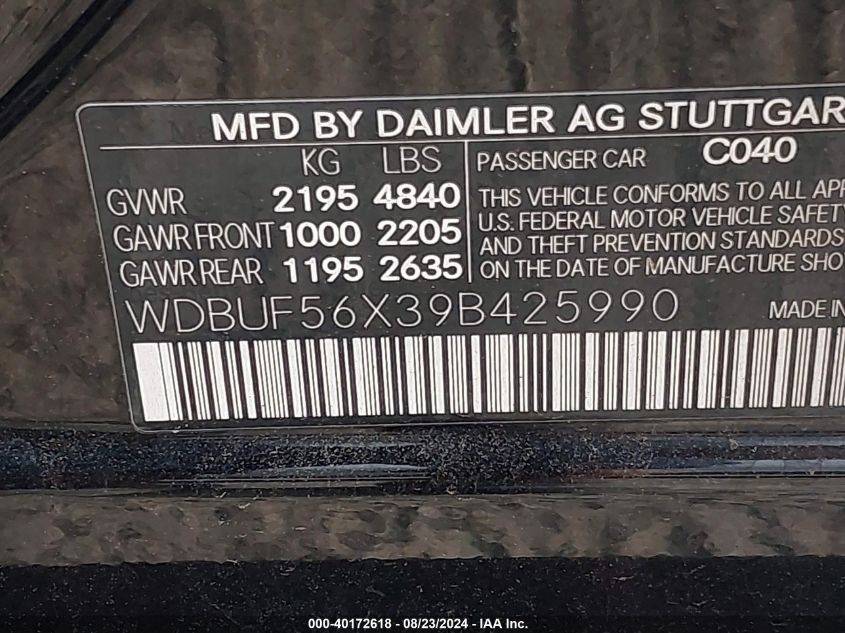 MFD BY DAIMLER AG STUTTGAR
KG LBS
GVWR 2195 4840
GAWR FRONT 1000 2205
GAWR REAR 1195 2635
PASSENGER CAR C040
THIS VEHICLE CONFORMS TO ALL APP
U.S. FEDERAL MOTOR VEHICLE SAFETY
AND THEFT PREVENTION STANDARDS
ON THE DATE OF MANUFACTURE SHO
WDBUF56X39B425990 MADE IN
000-40172618 - 08/23/2024 - IAA Inc.